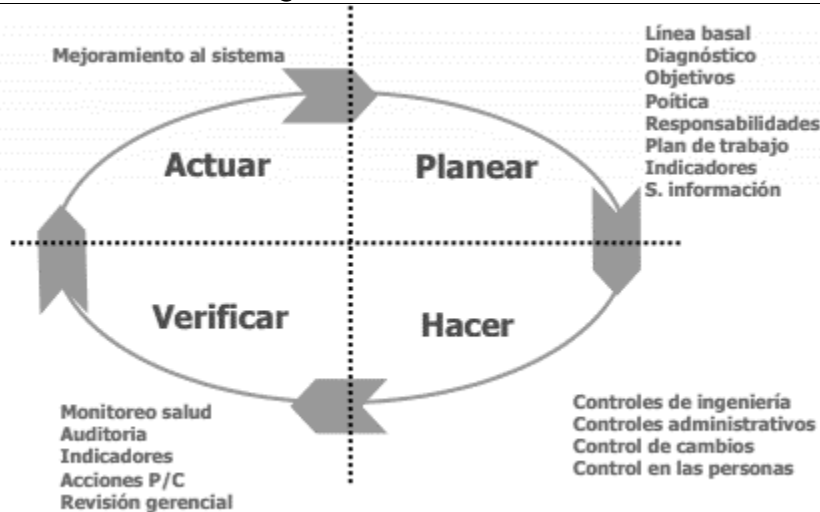 Mejoramiento al sistema
Línea basal
Diagnóstico
Objetivos
Poítica
Responsabilidades
Plan de trabajo
Indicadores
S. información
Actuar
Planear
Verificar
Hacer
Monitoreo salud
Auditoria
Indicadores
Acciones P/C
Revisión gerencial
Controles de ingeniería
Controles administrativos
Control de cambios
Control en las personas